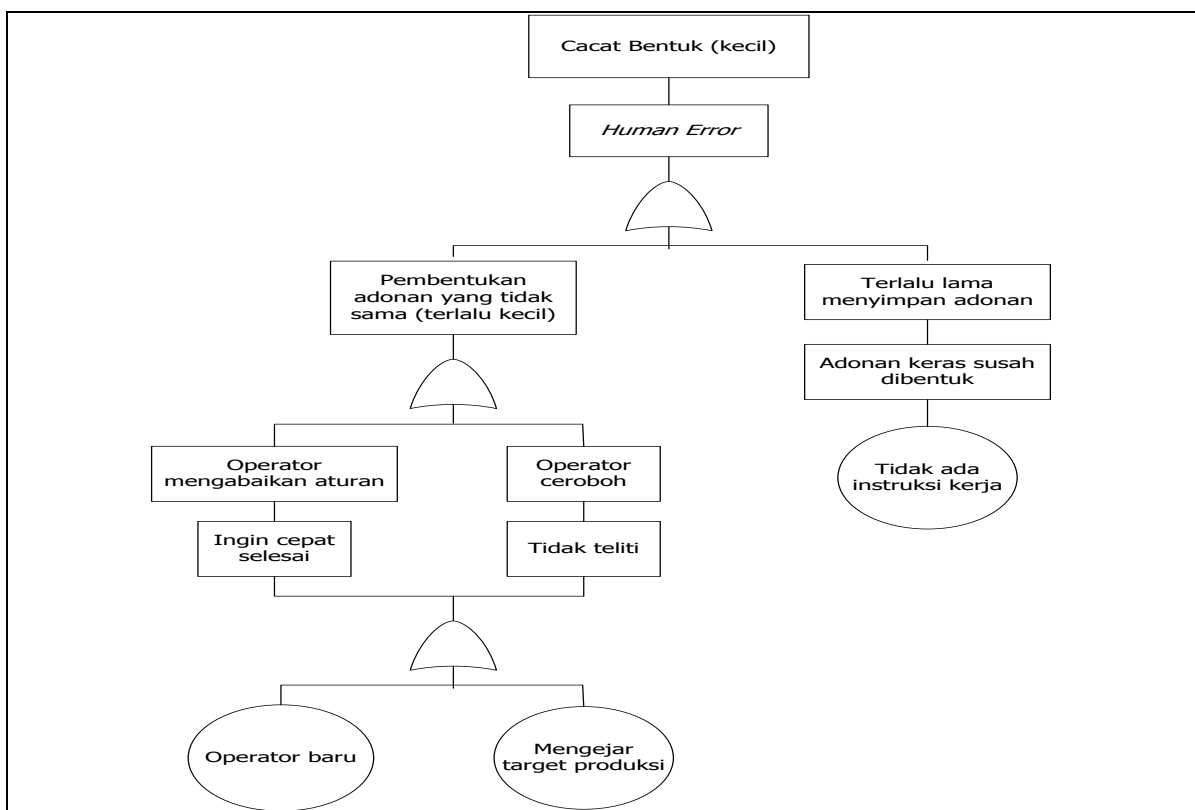 Cacat Bentuk (kecil)
Human Error
Pembentukan
adonan yang tidak
sama (terlalu kecil)
Terlalu lama
menyimpan adonan
Adonan keras susah
dibentuk
Operator
mengabaikan aturan
Operator
ceroboh
Tidak ada
instruksi kerja
Ingin cepat
selesai
Tidak teliti
Operator baru
Mengejar
target produksi